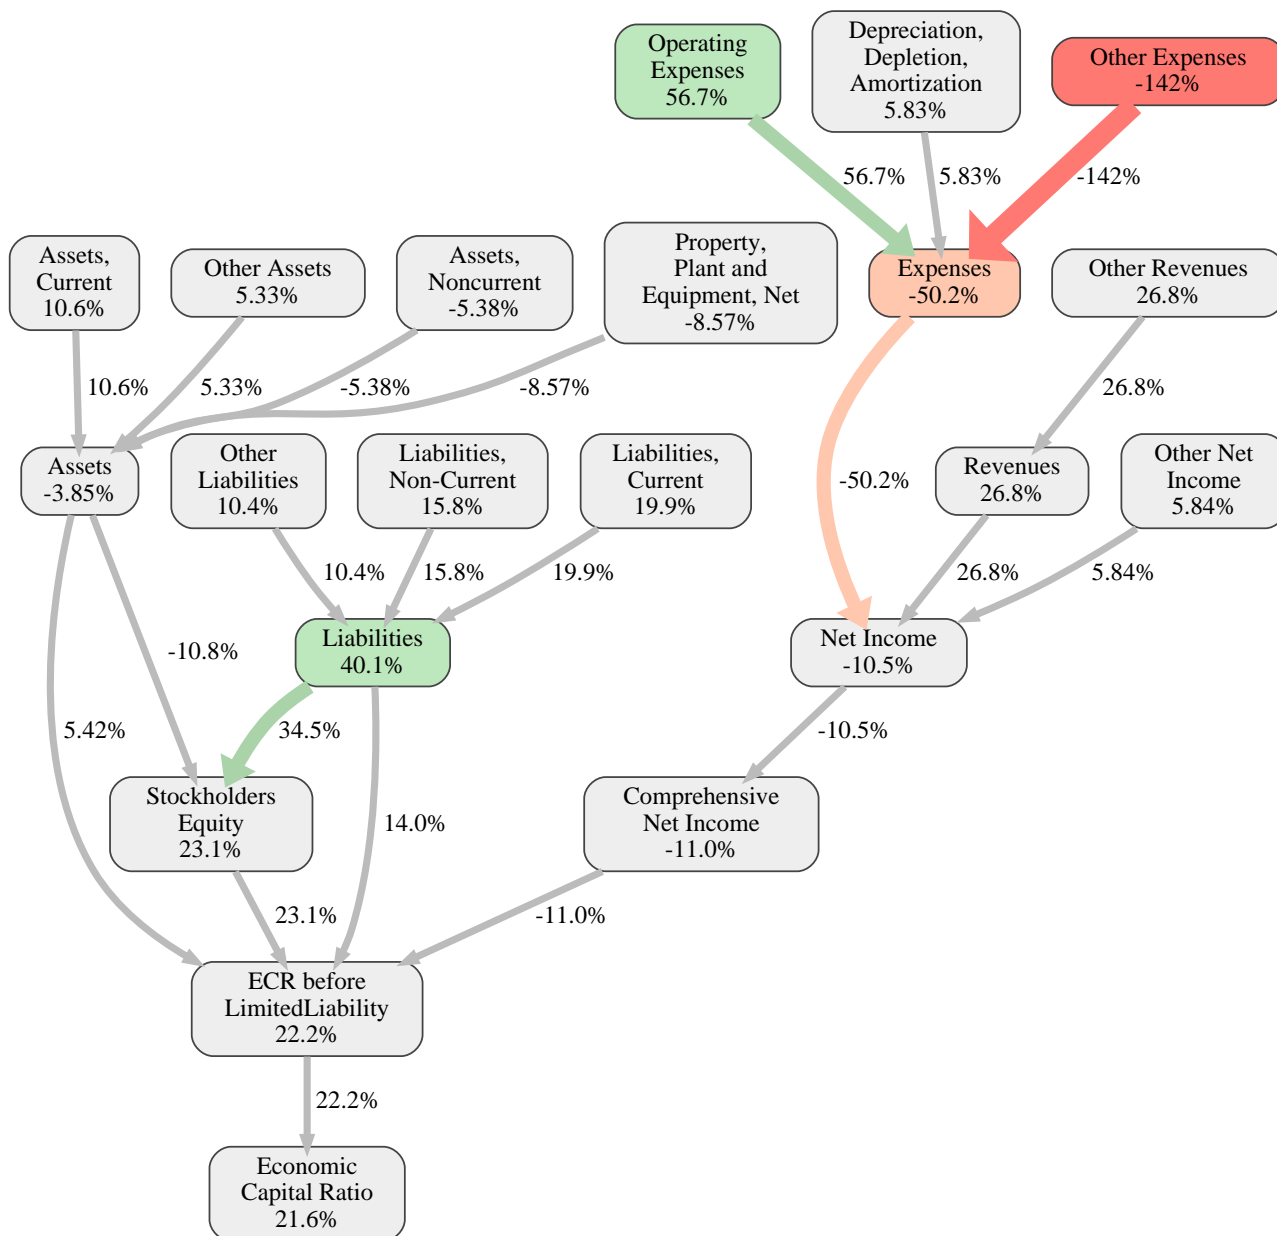 Operating
Expenses
56.7%
Depreciation,
Depletion,
Amortization
5.83%
Other Expenses
-142%
56.7%
5.83%
-142%
Assets,
Current
10.6%
Other Assets
5.33%
Assets,
Noncurrent
-5.38%
Property,
Plant and
Equipment, Net
-8.57%
Expenses
-50.2%
Other Revenues
26.8%
10.6%
5.33%
-5.38%
-8.57%
26.8%
Assets
-3.85%
Other
Liabilities
10.4%
Liabilities,
Non-Current
15.8%
Liabilities,
Current
19.9%
-50.2%
Revenues
26.8%
Other Net
Income
5.84%
10.4%
15.8%
19.9%
26.8%
5.84%
-10.8%
Liabilities
40.1%
Net Income
-10.5%
5.42%
34.5%
-10.5%
Stockholders
Equity
23.1%
14.0%
Comprehensive
Net Income
-11.0%
23.1%
-11.0%
ECR before
LimitedLiability
22.2%
22.2%
Economic
Capital Ratio
21.6%